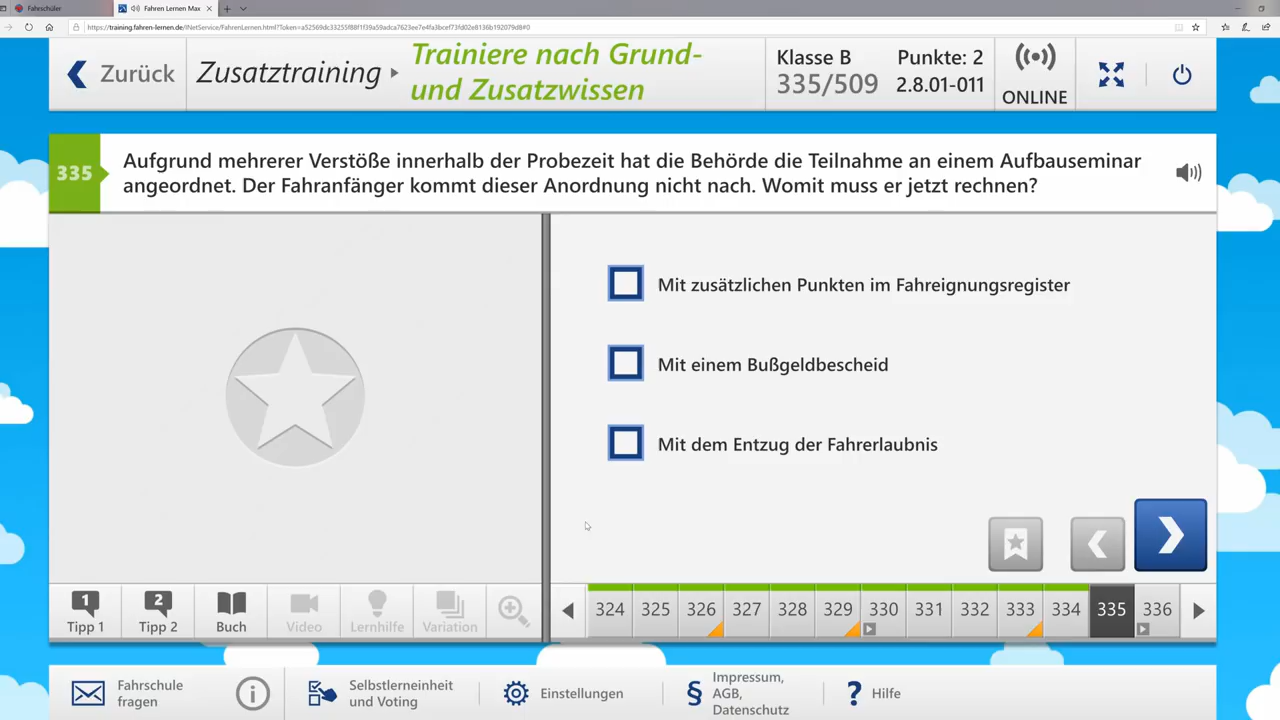 Fahrschüler
Fahren Lernen Max
Zurück
Zusatztraining
Trainiere nach Grund-
und Zusatzwissen
Klasse B
335/509
Punkte: 2
2.8.01-011
ONLINE
335
Aufgrund mehrerer Verstöße innerhalb der Probezeit hat die Behörde die Teilnahme an einem Aufbauseminar
angeordnet. Der Fahranfänger kommt dieser Anordnung nicht nach. Womit muss er jetzt rechnen?
Mit zusätzlichen Punkten im Fahreignungsregister
Mit einem Bußgeldbescheid
Mit dem Entzug der Fahrerlaubnis
1
Tipp 1
2
Tipp 2
Buch
Video
Lernhilfe
Variation
324 325 326 327 328 329 330 331 332 333 334 335 336
Fahrschule
fragen
Selbstlerneinheit
und Voting
Einstellungen
§
Impressum,
AGB,
Datenschutz
?
Hilfe